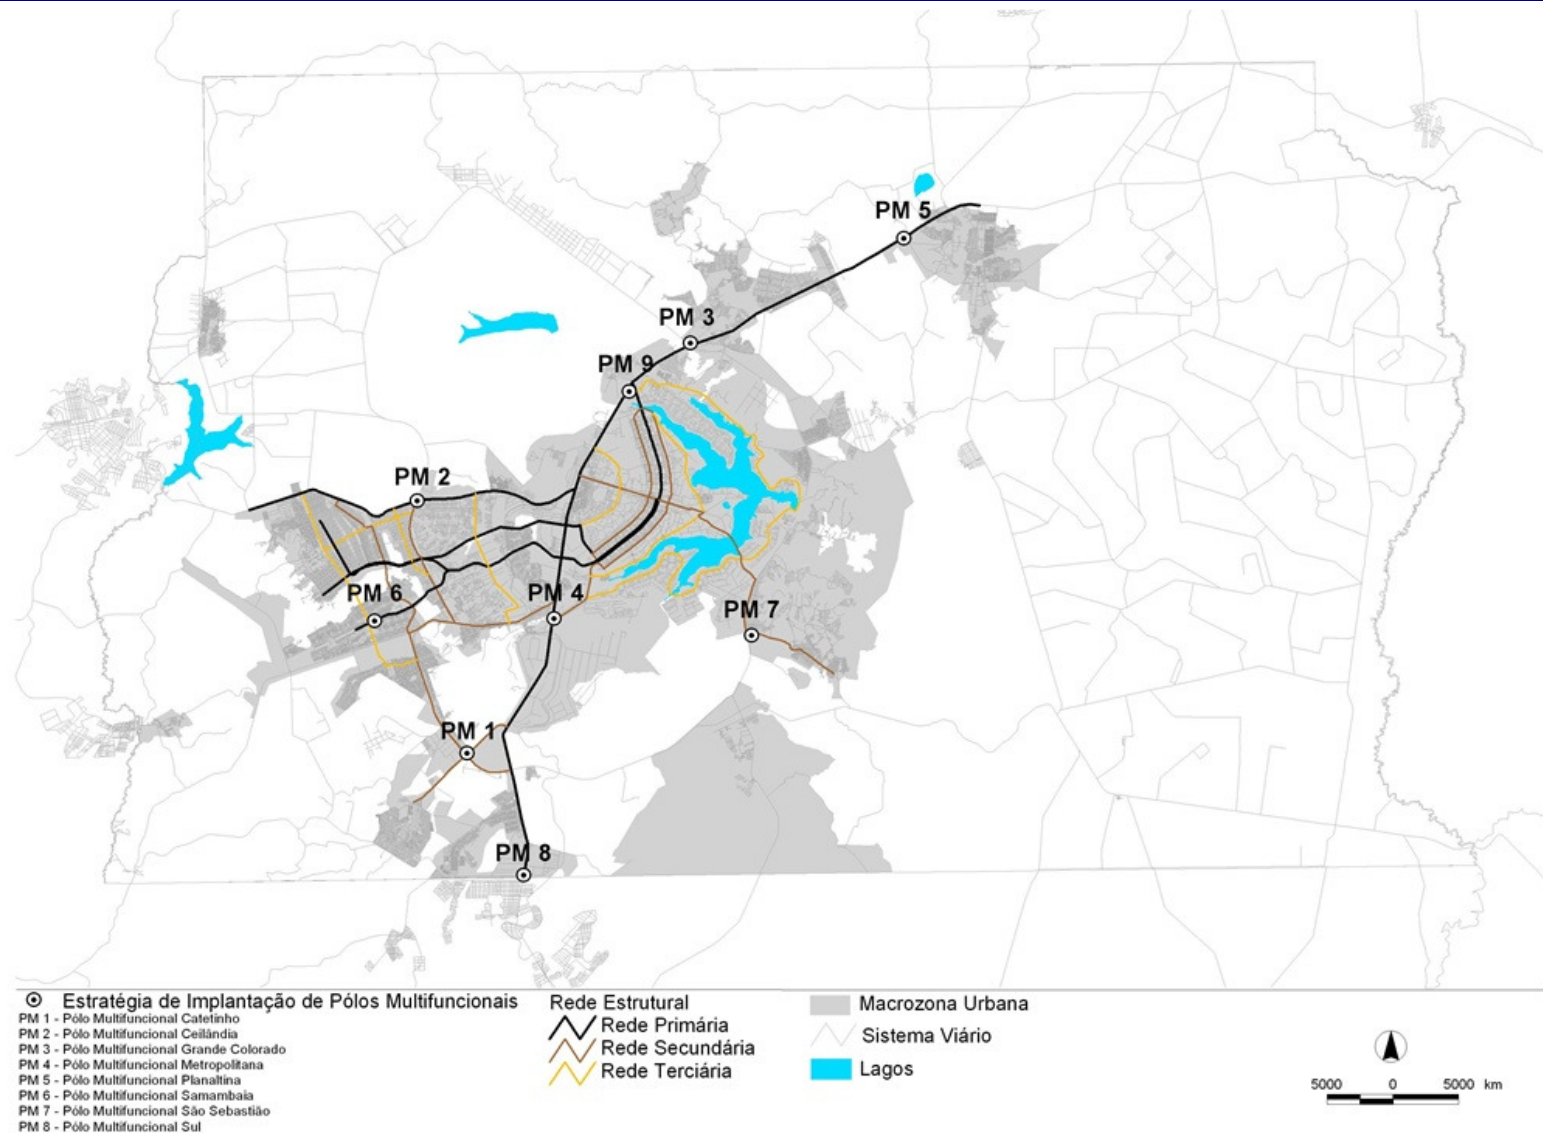 PM 5
PM 3
PM 9
PM 2
PM 6
PM 4
PM 7
PM 1
PM 8
Estratégia de Implantação de Pólos Multifuncionais
PM 1 - Pólo Multifuncional Catetinho
PM 2 - Pólo Multifuncional Ceilândia
PM 3 - Pólo Multifuncional Grande Colorado
PM 4 - Pólo Multifuncional Metropolitana
PM 5 - Pólo Multifuncional Planaltina
PM 6 - Pólo Multifuncional Samambaia
PM 7 - Pólo Multifuncional São Sebastião
PM 8 - Pólo Multifuncional Sul
Rede Estrutural
Rede Primária
Rede Secundária
Rede Terciária
Macrozona Urbana
Sistema Viário
Lagos
5000 0 5000 km